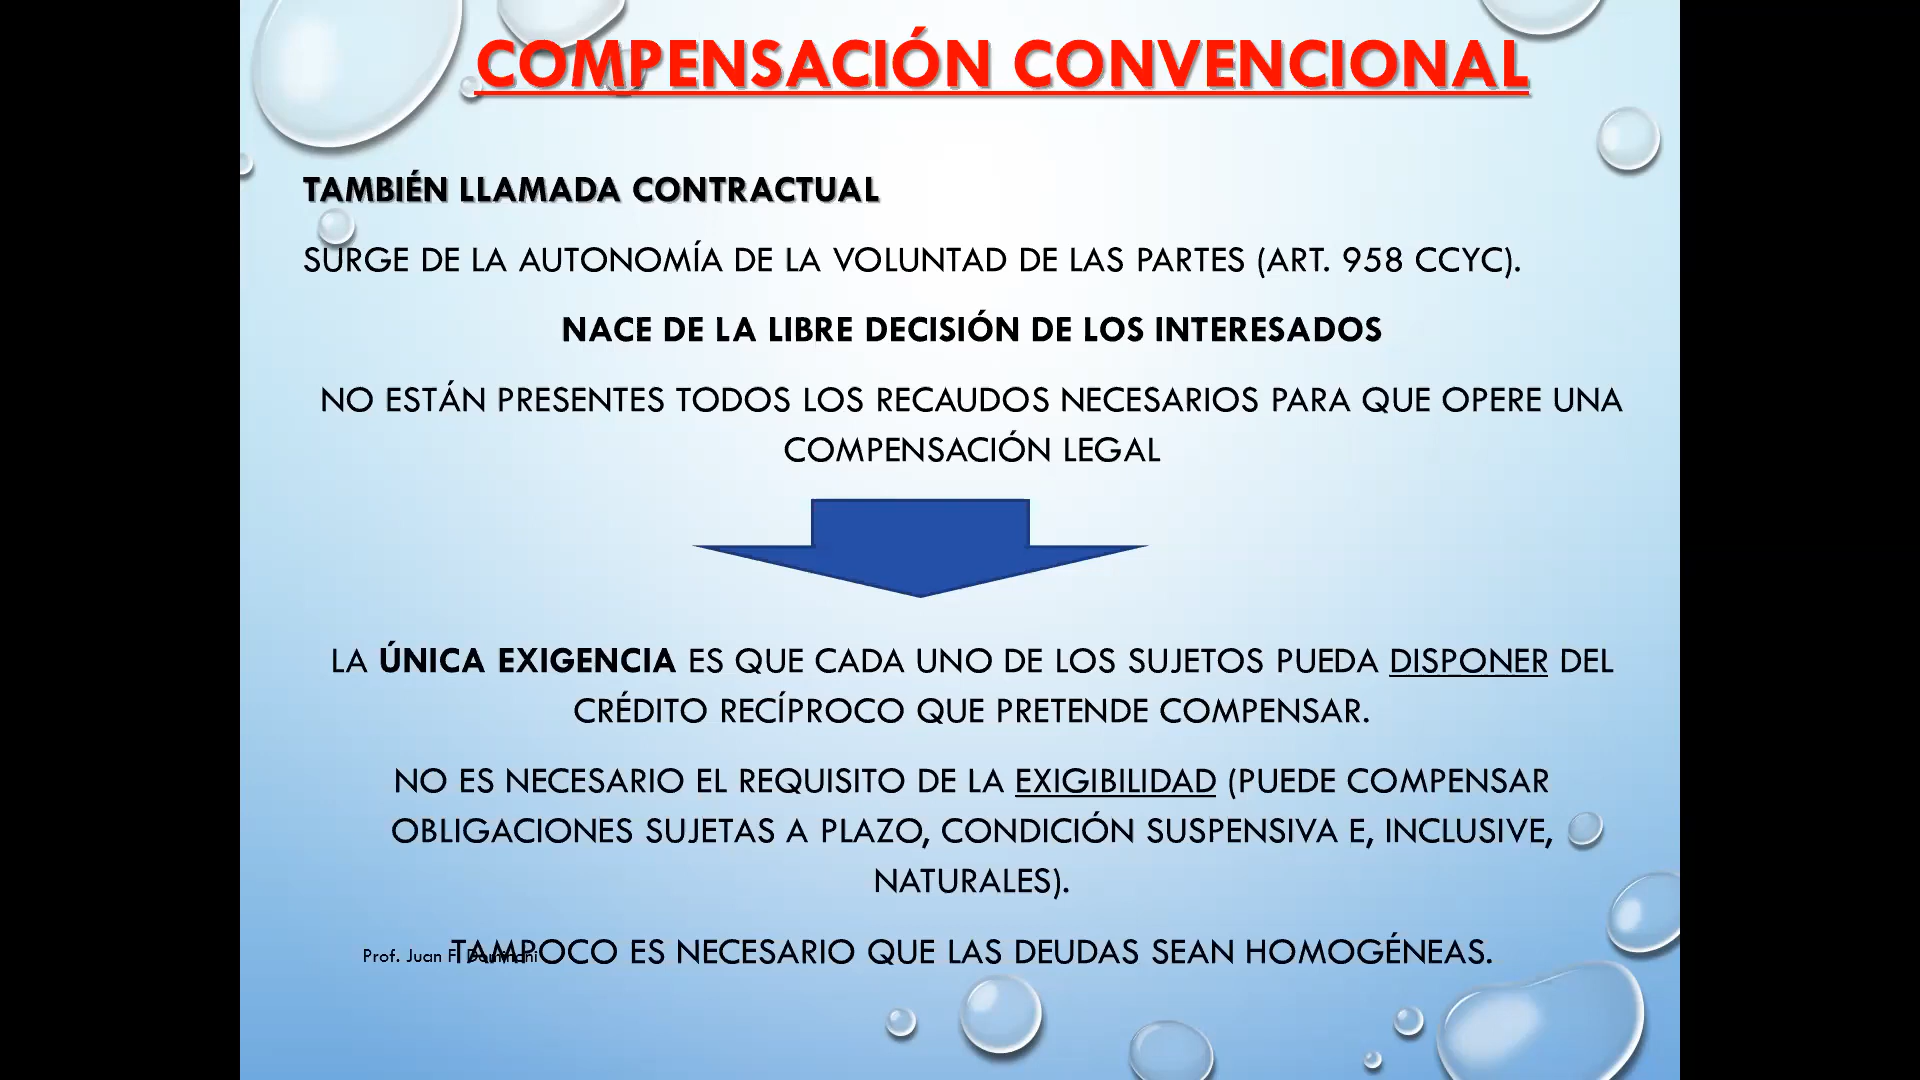 COMPENSACIÓN CONVENCIONAL
TAMBIÉN LLAMADA CONTRACTUAL
SURGE DE LA AUTONOMÍA DE LA VOLUNTAD DE LAS PARTES (ART. 958 CCYC).
NACE DE LA LIBRE DECISIÓN DE LOS INTERESADOS
NO ESTÁN PRESENTES TODOS LOS RECAUDOS NECESARIOS PARA QUE OPERE UNA
COMPENSACIÓN LEGAL
LA ÚNICA EXIGENCIA ES QUE CADA UNO DE LOS SUJETOS PUEDA DISPONER DEL
CRÉDITO RECÍPROCO QUE PRETENDE COMPENSAR.
NO ES NECESARIO EL REQUISITO DE LA EXIGIBILIDAD (PUEDE COMPENSAR
OBLIGACIONES SUJETAS A PLAZO, CONDICIÓN SUSPENSIVA E, INCLUSIVE,
NATURALES).
TAMPOCO ES NECESARIO QUE LAS DEUDAS SEAN HOMOGÉNEAS.
Prof. Juan F.